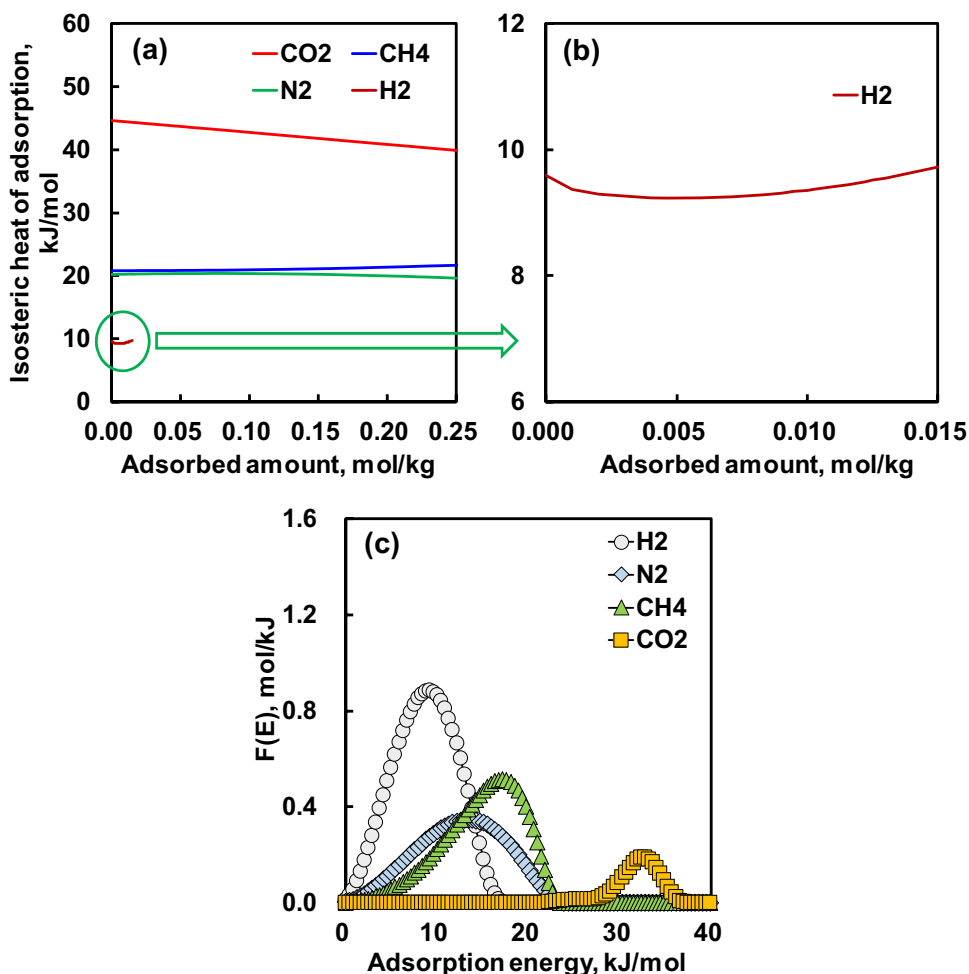 Isosteric heat of adsorption,
kJ/mol
60
50
40
30
20
10
0
(a)
CO2
CH4
N2
H2
0.00 0.05 0.10 0.15 0.20 0.25
Adsorbed amount, mol/kg
12
10
8
6
(b)
H2
0.000 0.005 0.010 0.015
Adsorbed amount, mol/kg
F(E), mol/kJ
1.6
1.2
0.8
0.4
0.0
(c)
H2
N2
CH4
CO2
0 10 20 30 40
Adsorption energy, kJ/mol